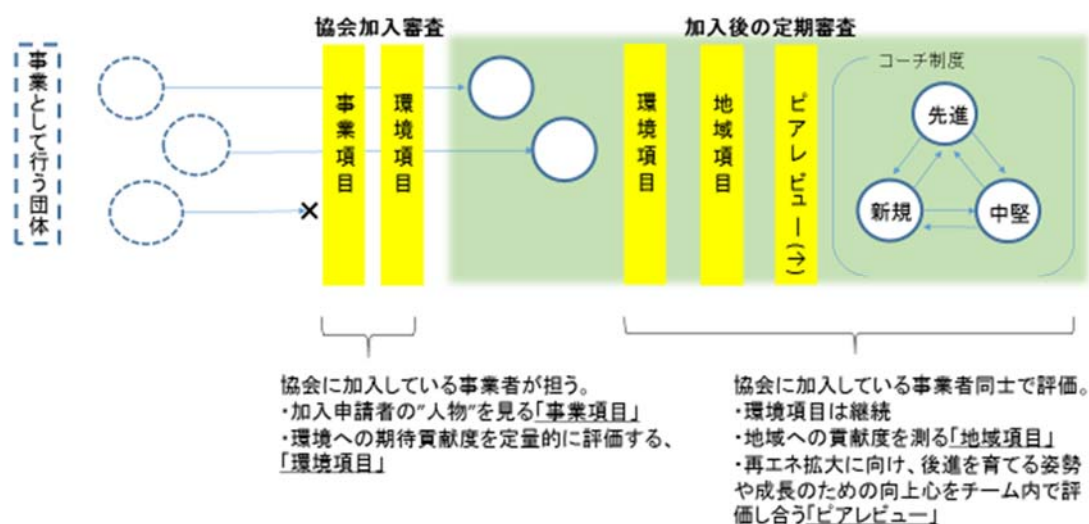 協会加入審査
加入後の定期審査
事業として行う団体
×
事業項目
環境項目
環境項目
地域項目
ピアレビュー(→)
コーチ制度
先進
新規
中堅
協会に加入している事業者が担う。
・加入申請者の”人物”を見る「事業項目」
・環境への期待貢献度を定量的に評価する、
「環境項目」
協会に加入している事業者同士で評価。
・環境項目は継続
・地域への貢献度を測る「地域項目」
・再エネ拡大に向け、後進を育てる姿勢
や成長のための向上心をチーム内で評
価し合う「ピアレビュー」